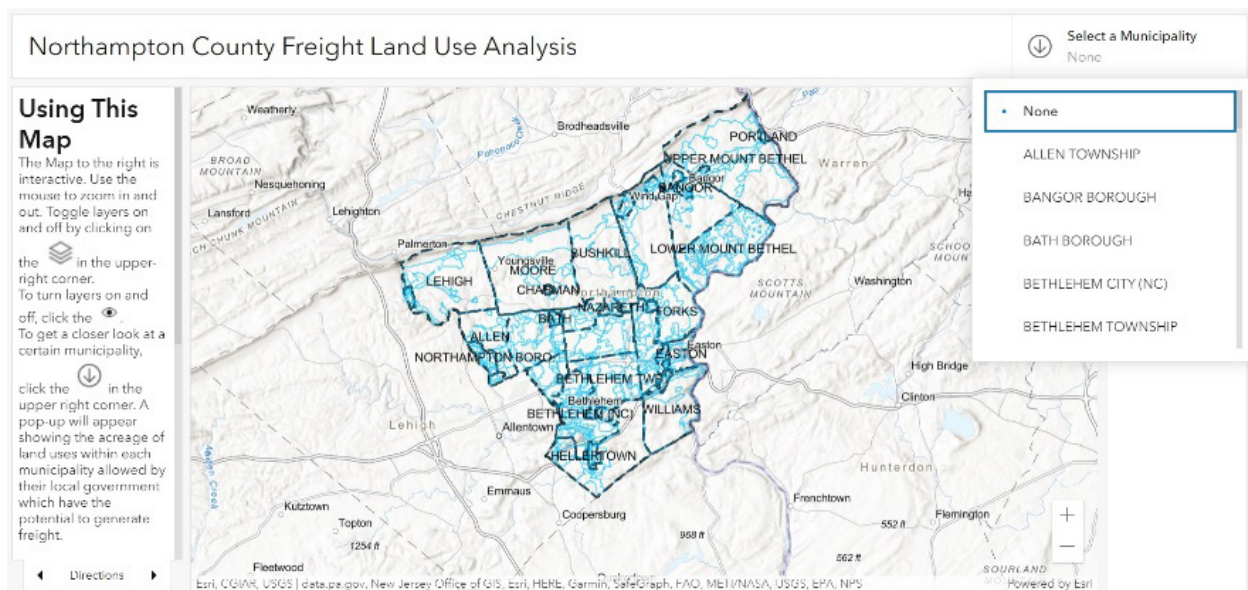 Northampton County Freight Land Use Analysis
Select a Municipality
None
None
ALLEN TOWNSHIP
BANGOR BOROUGH
BATH BOROUGH
BETHLEHEM CITY (NC)
BETHLEHEM TOWNSHIP
Using This
Map
The Map to the right is
interactive. Use the
mouse to zoom in and
out. Toggle layers on
and off by clicking on
the in the upper-
right corner.
To turn layers on and
off, click the .
To get a closer look at a
certain municipality,
click the in the
upper right corner. A
pop-up will appear
showing the acreage of
land uses within each
municipality allowed by
their local government
which have the
potential to generate
freight.
Directions
Weatherly
Brodheadsville
PORTLAND
BROAD
MOUNTAIN
UPPER MOUNT BETHEL
Warren
Nesquehoning
Bangor
BANGOR
Wind Gap
CHESTNUT RIDGE
Lansford
Lehighton
Palmerton
BUSHKILL
LOWER MOUNT BETHEL
Youngsville
MOORE
LEHIGH
CHAPMAN
Northampton
SCOTTS
MOUNTAIN
Washington
NAZARETH
FORKS
BATH
ALLEN
NORTHAMPTON BORO
Easton
EASTON
High Bridge
BETHLEHEM TWP
Bethlehem
BETHLEHEM (NC)
WILLIAMS
Clinton
Lehigh
Allentown
HELLERTOWN
Hunterdon
Emmaus
Kutztown
Coopersburg
Frenchtown
Flemington
Topton
552 ft
1254 ft
958 ft
562 ft
Fleetwood
SOURLAND
Esri, CGIAR, USGS | data.pa.gov, New Jersey Office of GIS, Esri, HERE, Garmin, SafeGraph, FAO, METI/NASA, USGS, EPA, NPS
Powered by Esri